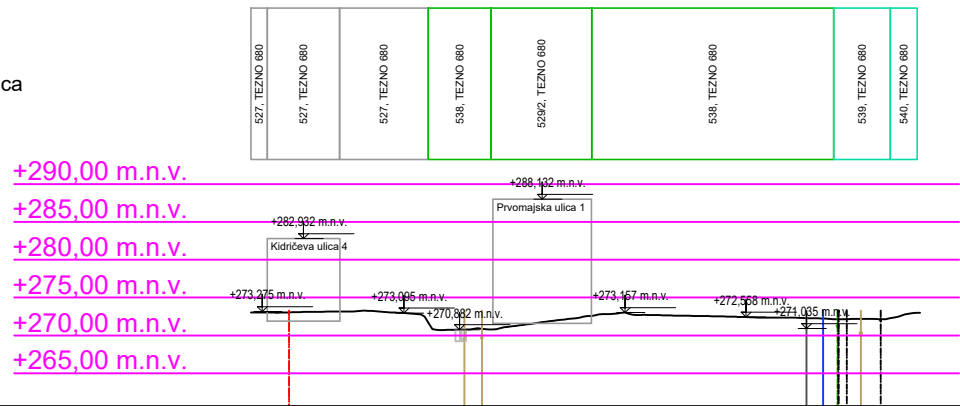 ca
527, TEZNO 680
527, TEZNO 680
527, TEZNO 680
538, TEZNO 680
529/2, TEZNO 680
538, TEZNO 680
539, TEZNO 680
540, TEZNO 680
+290,00 m.n.v.
+288,132 m.n.v.
Prvomajska ulica 1
+285,00 m.n.v.
+282,932 m.n.v.
Kidričeva ulica 4
+280,00 m.n.v.
+275,00 m.n.v.
+273,275 m.n.v.
+273,095 m.n.v.
+273,157 m.n.v.
+272,558 m.n.v.
+270,882 m.n.v.
+271,035 m.n.v.
+270,00 m.n.v.
+265,00 m.n.v.